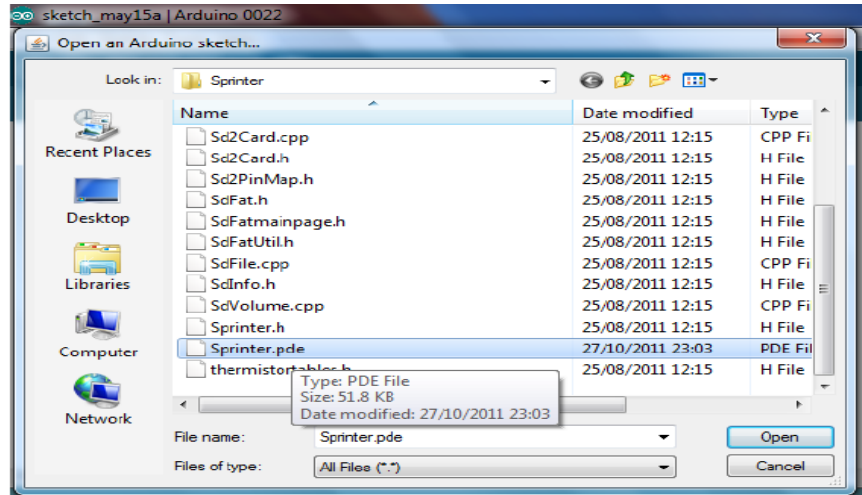 sketch_may15a | Arduino 0022
Open an Arduino sketch...
Look in: Sprinter
Name Date modified Type
Sd2Card.cpp 25/08/2011 12:15 CPP Fi
Sd2Card.h 25/08/2011 12:15 H File
Sd2PinMap.h 25/08/2011 12:15 H File
SdFat.h 25/08/2011 12:15 H File
SdFatmainpage.h 25/08/2011 12:15 H File
SdFatUtil.h 25/08/2011 12:15 H File
SdFile.cpp 25/08/2011 12:15 CPP Fi
SdInfo.h 25/08/2011 12:15 H File
SdVolume.cpp 25/08/2011 12:15 CPP Fi
Sprinter.h 25/08/2011 12:15 H File
Sprinter.pde 27/10/2011 23:03 PDE Fil
thermistortables.h 25/08/2011 12:15 H File
Type: PDE File
Size: 51.8 KB
Date modified: 27/10/2011 23:03
Recent Places
Desktop
Libraries
Computer
Network
File name: Sprinter.pde Open
Files of type: All Files (*.*) Cancel